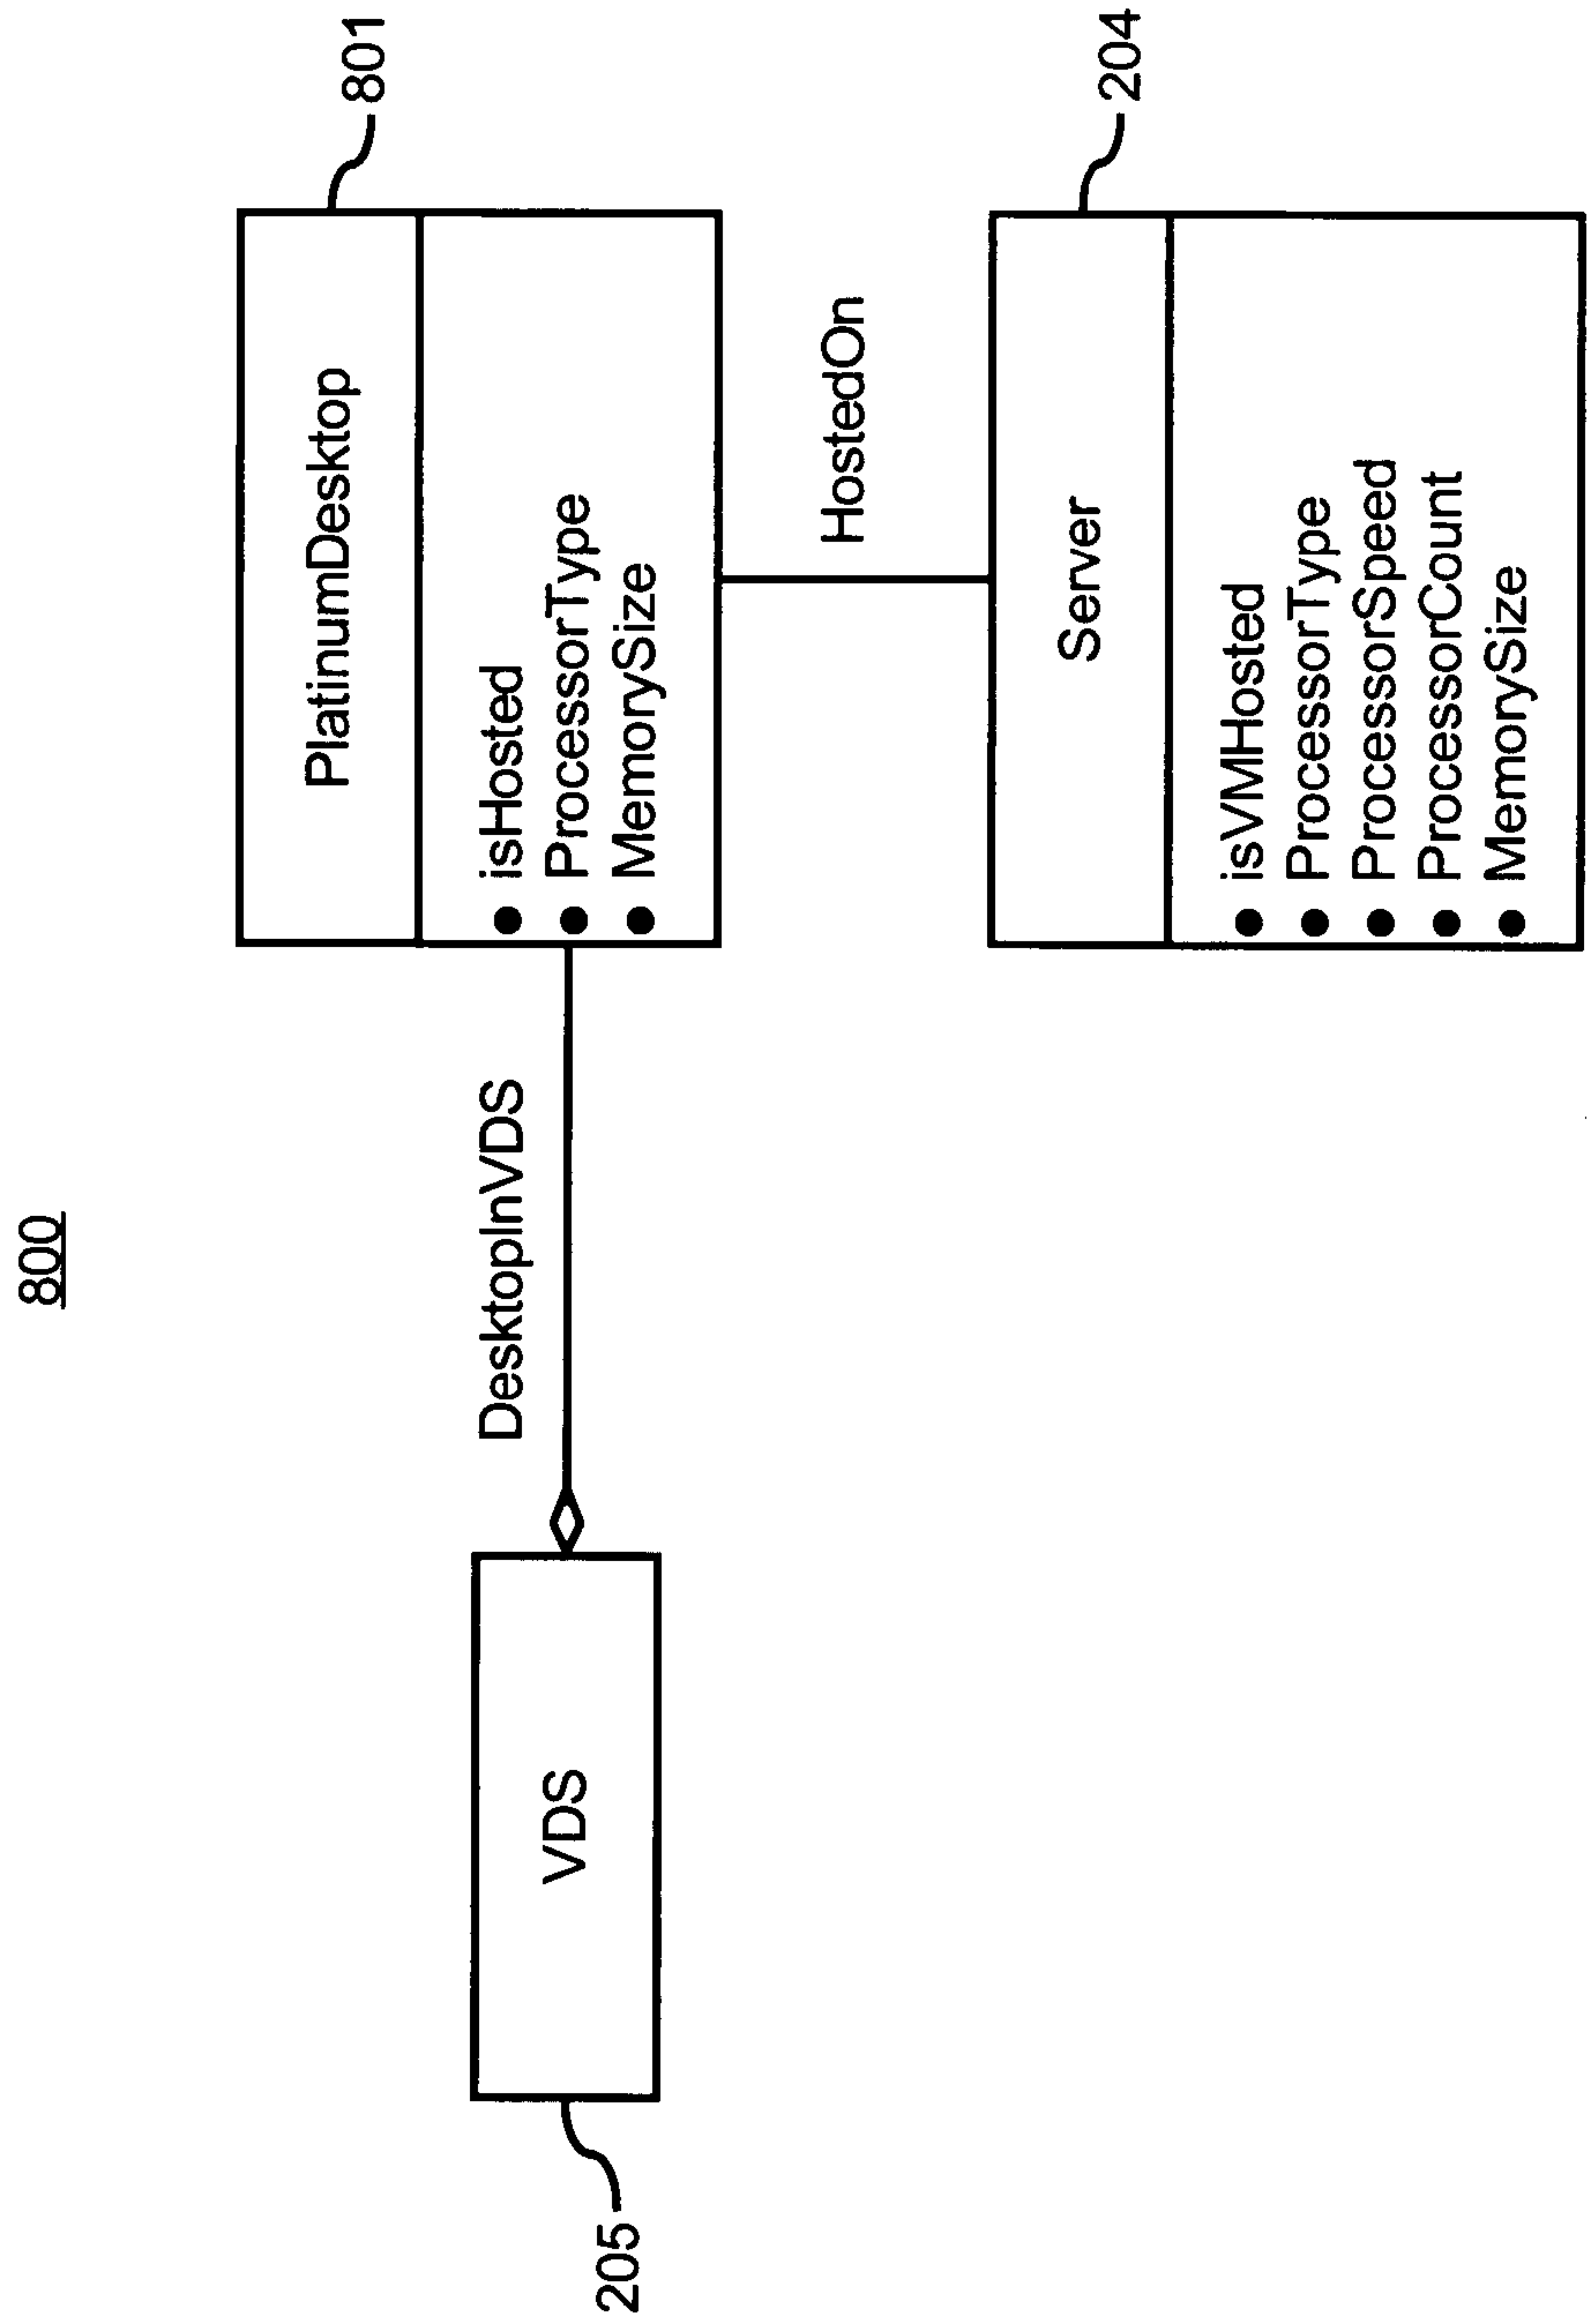 800
PlatinumDesktop
801
DesktopInVDS
• isHosted
• ProcessorType
• MemorySize
VDS
205
HostedOn
Server
204
• isVMHosted
• ProcessorType
• ProcessorSpeed
• ProcessorCount
• MemorySize